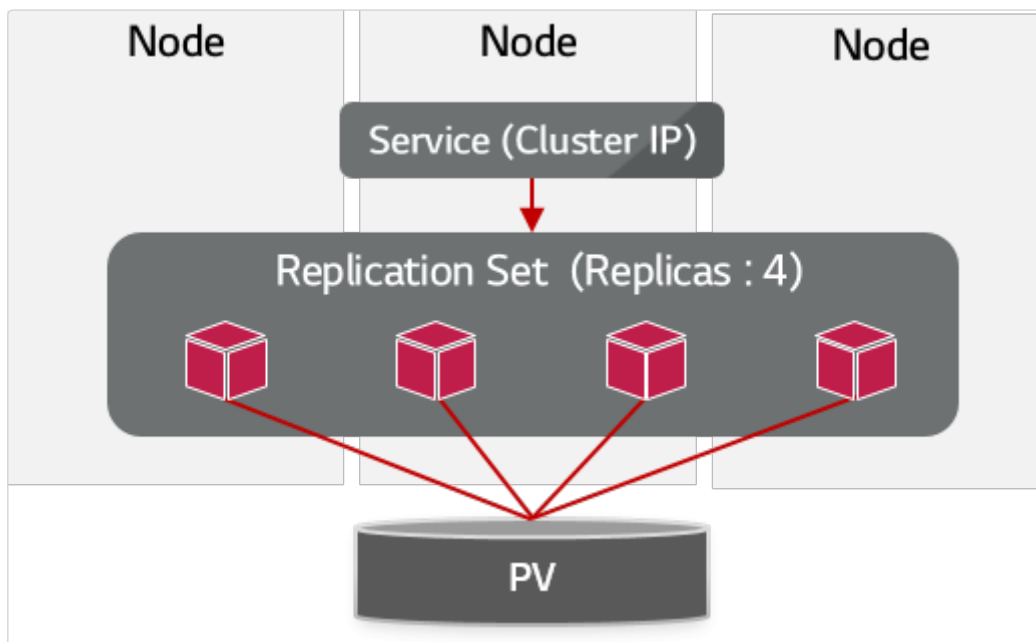 Node
Node
Node
Service (Cluster IP)
Replication Set (Replicas : 4)
PV